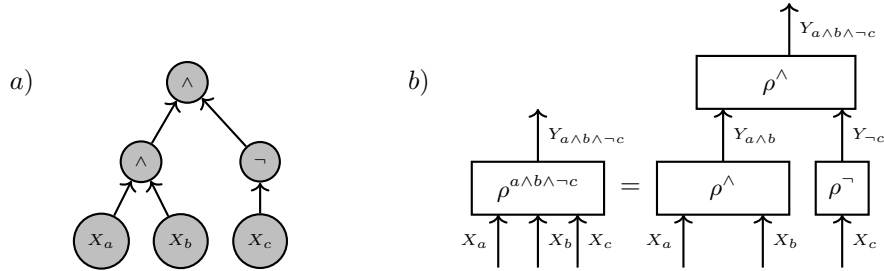 a)
∧
∧ ¬
X_a X_b X_c
b)
Y_{a∧b∧¬c}
ρ^{a∧b∧¬c}
X_a X_b X_c
=
Y_{a∧b∧¬c}
ρ^∧
Y_{a∧b} Y_{¬c}
ρ^∧ ρ^¬
X_a X_b X_c